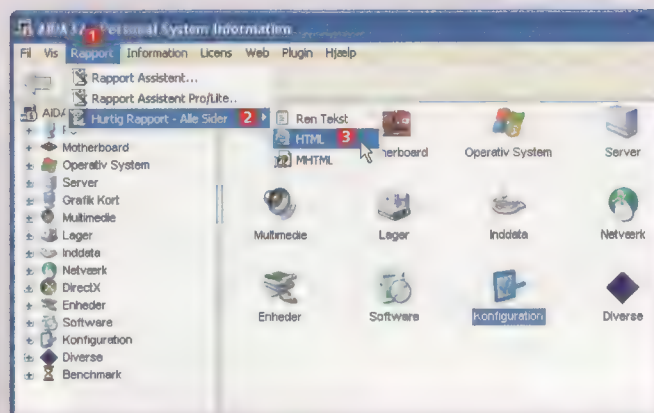 AIDA32 - Personal System Information
Fil Vis Rapport Information Licens Web Plugin Hjælp
1
Rapport Assistent...
Rapport Assistent Pro/Lite..
Hurtig Rapport - Alle Sider 2
Ren Tekst
HTML 3
MHTML
AIDA
Motherboard
Operativ System
Server
Grafik Kort
Multimedie
Lager
Inddata
Netværk
DirectX
Enheder
Software
Konfiguration
Diverse
Benchmark
herboard
Operativ System
Server
Multimedie
Lager
Inddata
Netværk
Enheder
Software
Konfiguration
Diverse